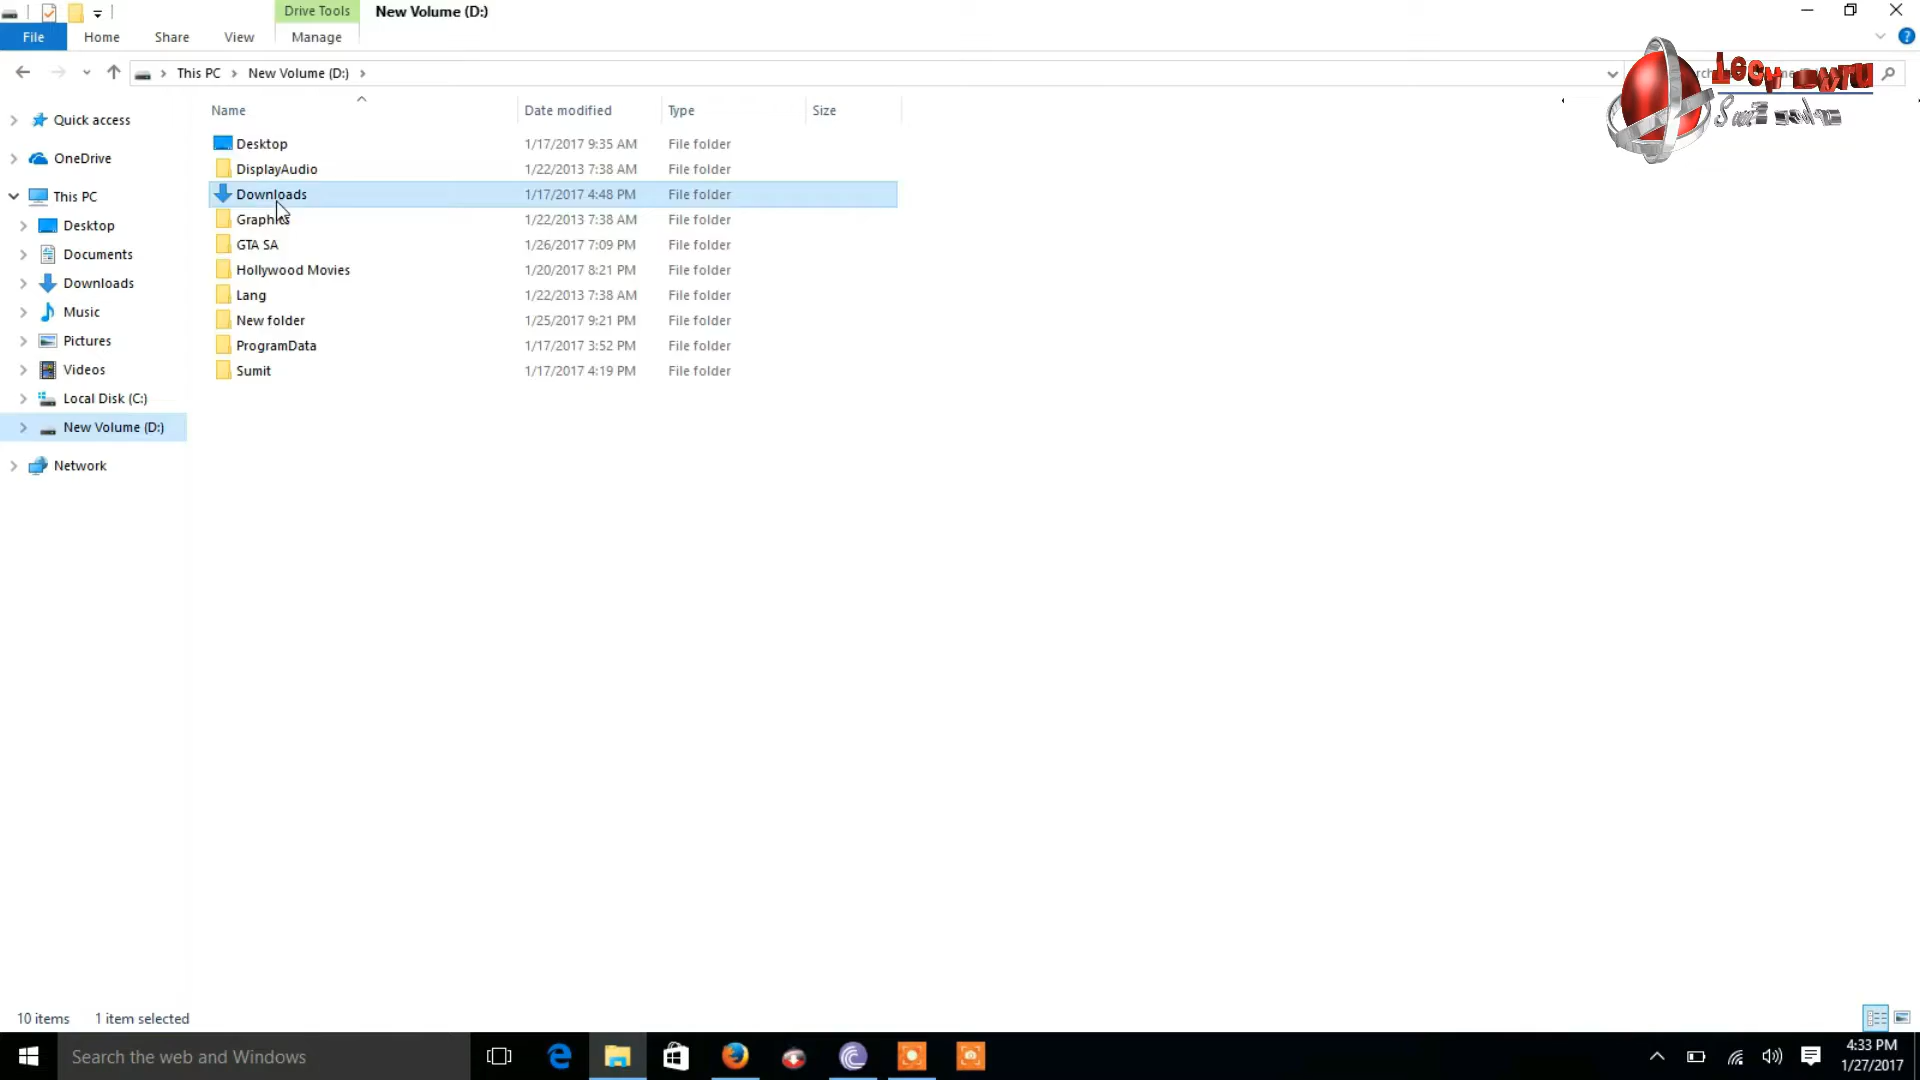 Drive Tools
New Volume (D:)
File
Home
Share
View
Manage
This PC
New Volume (D:)
Name
Date modified
Type
Size
Quick access
OneDrive
This PC
Desktop
Documents
Downloads
Music
Pictures
Videos
Local Disk (C:)
New Volume (D:)
Network
Desktop 1/17/2017 9:35 AM File folder
DisplayAudio 1/22/2013 7:38 AM File folder
Downloads 1/17/2017 4:48 PM File folder
Graphics 1/22/2013 7:38 AM File folder
GTA SA 1/26/2017 7:09 PM File folder
Hollywood Movies 1/20/2017 8:21 PM File folder
Lang 1/22/2013 7:38 AM File folder
New folder 1/25/2017 9:21 PM File folder
ProgramData 1/17/2017 3:52 PM File folder
Sumit 1/17/2017 4:19 PM File folder
10 items
1 item selected
Search the web and Windows
4:33 PM
1/27/2017